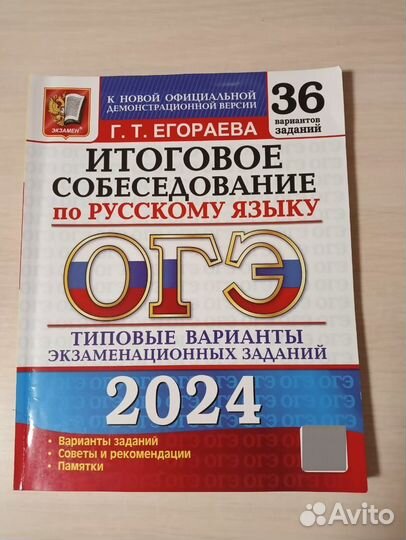 К НОВОЙ ОФИЦИАЛЬНОЙ
ДЕМОНСТРАЦИОННОЙ ВЕРСИИ
36
вариантов
заданий
ЭКЗАМЕН
Г. Т. ЕГОРАЕВА
ИТОГОВОЕ
СОБЕСЕДОВАНИЕ
ПО РУССКОМУ ЯЗЫКУ
ОГЭ
ТИПОВЫЕ ВАРИАНТЫ
ЭКЗАМЕНАЦИОННЫХ ЗАДАНИЙ
2024
• Варианты заданий
• Советы и рекомендации
• Памятки
Avito